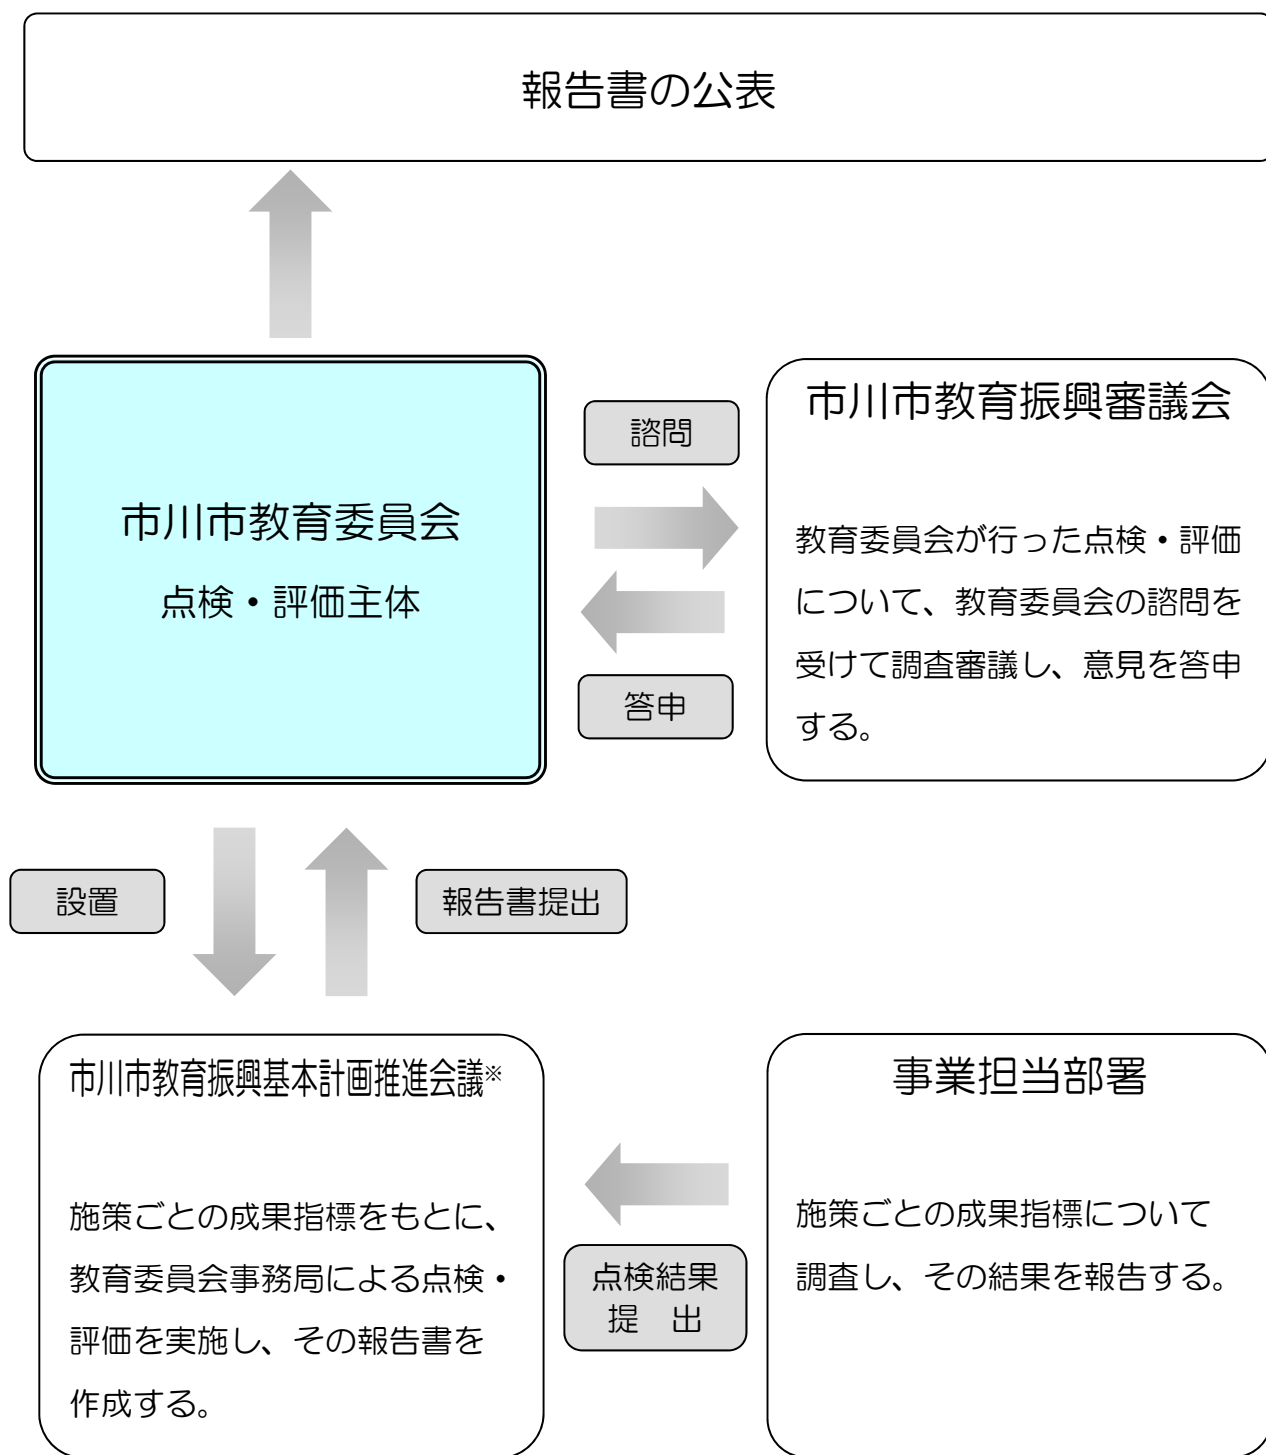 報告書の公表
市川市教育委員会
点検・評価主体
諮問
答申
市川市教育振興審議会
教育委員会が行った点検・評価
について、教育委員会の諮問を
受けて調査審議し、意見を答申
する。
設置
報告書提出
市川市教育振興基本計画推進会議※
施策ごとの成果指標をもとに、
教育委員会事務局による点検・
評価を実施し、その報告書を
作成する。
点検結果
提　出
事業担当部署
施策ごとの成果指標について
調査し、その結果を報告する。